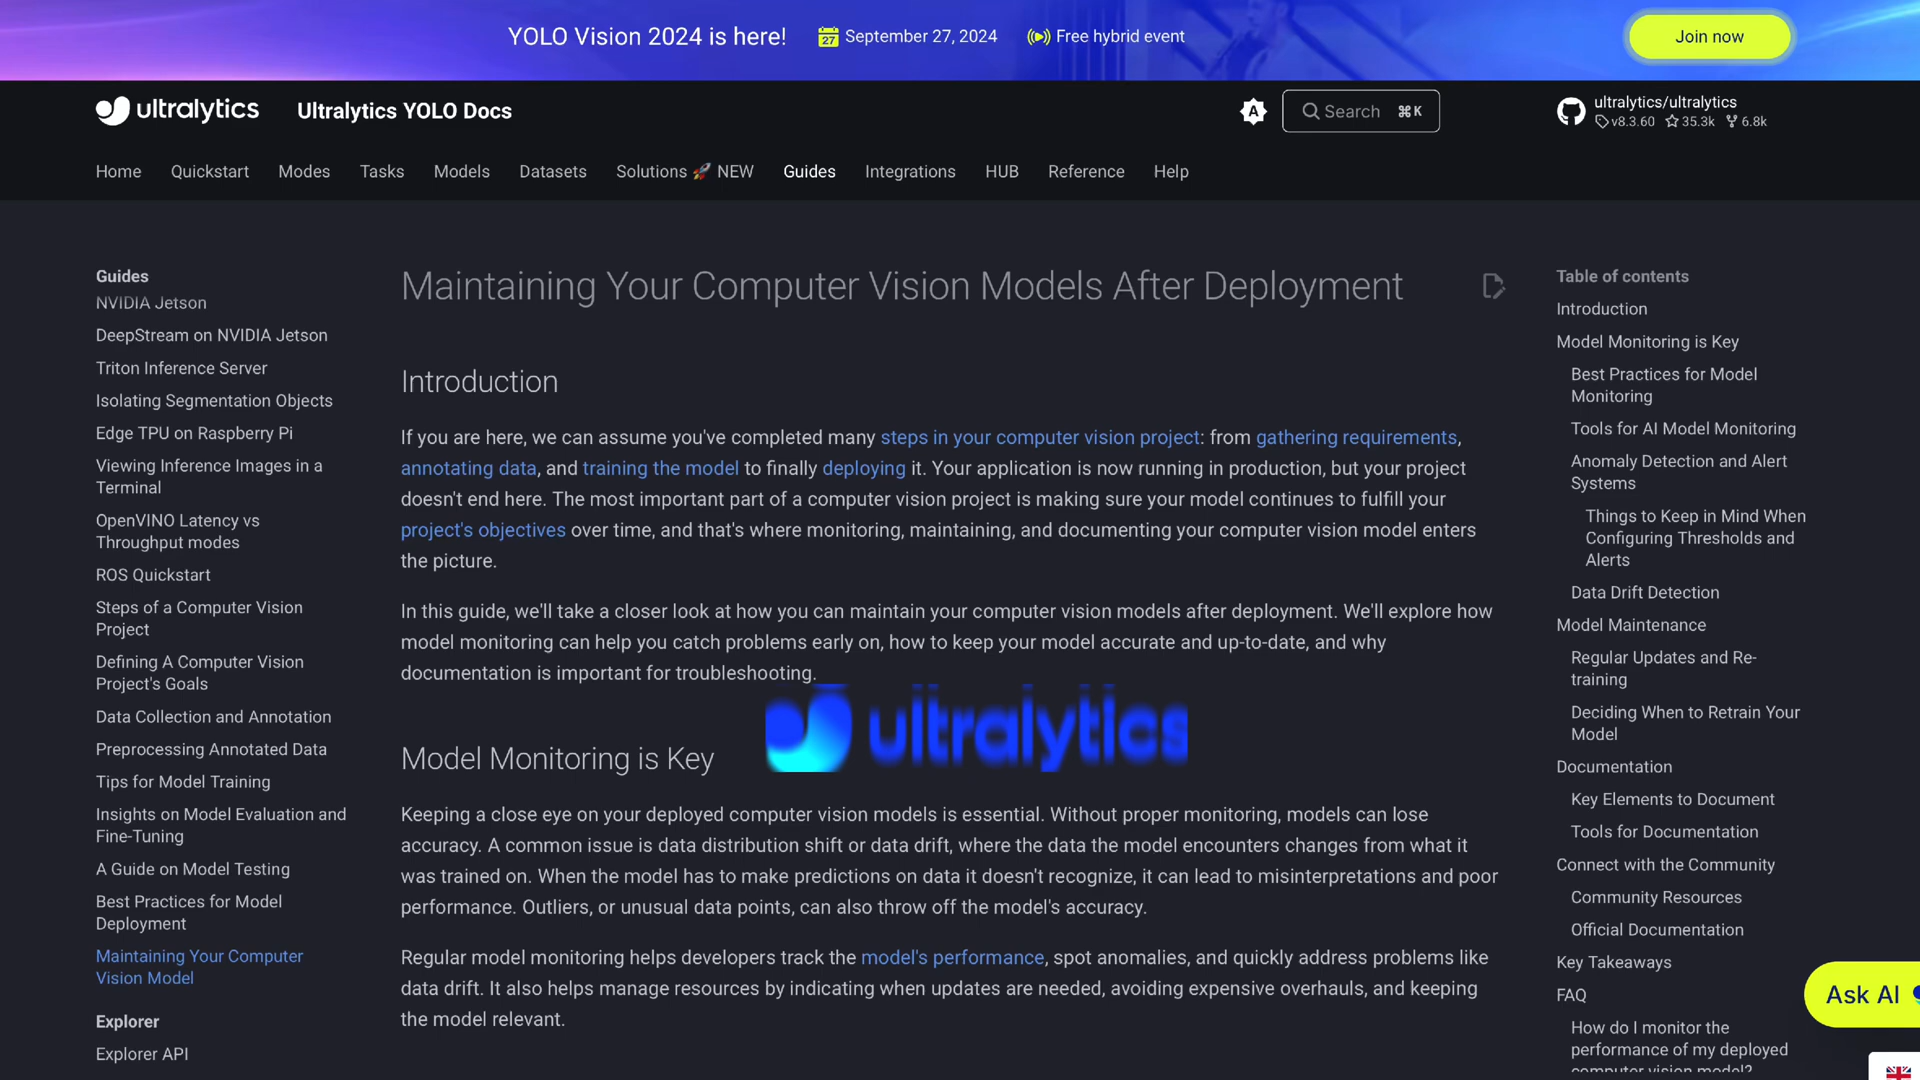 YOLO Vision 2024 is here!
27
September 27, 2024
Free hybrid event
Join now
ultralytics
Ultralytics YOLO Docs
A
Search ⌘K
ultralytics/ultralytics
v8.3.60 35.3k 6.8k
Home Quickstart Modes Tasks Models Datasets Solutions 🚀 NEW Guides Integrations HUB Reference Help
Guides
NVIDIA Jetson
DeepStream on NVIDIA Jetson
Triton Inference Server
Isolating Segmentation Objects
Edge TPU on Raspberry Pi
Viewing Inference Images in a
Terminal
OpenVINO Latency vs
Throughput modes
ROS Quickstart
Steps of a Computer Vision
Project
Defining A Computer Vision
Project's Goals
Data Collection and Annotation
Preprocessing Annotated Data
Tips for Model Training
Insights on Model Evaluation and
Fine-Tuning
A Guide on Model Testing
Best Practices for Model
Deployment
Maintaining Your Computer
Vision Model
Explorer
Explorer API
Maintaining Your Computer Vision Models After Deployment
Introduction
If you are here, we can assume you've completed many steps in your computer vision project: from gathering requirements,
annotating data, and training the model to finally deploying it. Your application is now running in production, but your project
doesn't end here. The most important part of a computer vision project is making sure your model continues to fulfill your
project's objectives over time, and that's where monitoring, maintaining, and documenting your computer vision model enters
the picture.
In this guide, we'll take a closer look at how you can maintain your computer vision models after deployment. We'll explore how
model monitoring can help you catch problems early on, how to keep your model accurate and up-to-date, and why
documentation is important for troubleshooting.
ultralytics
Model Monitoring is Key
Keeping a close eye on your deployed computer vision models is essential. Without proper monitoring, models can lose
accuracy. A common issue is data distribution shift or data drift, where the data the model encounters changes from what it
was trained on. When the model has to make predictions on data it doesn't recognize, it can lead to misinterpretations and poor
performance. Outliers, or unusual data points, can also throw off the model's accuracy.
Regular model monitoring helps developers track the model's performance, spot anomalies, and quickly address problems like
data drift. It also helps manage resources by indicating when updates are needed, avoiding expensive overhauls, and keeping
the model relevant.
Table of contents
Introduction
Model Monitoring is Key
Best Practices for Model
Monitoring
Tools for AI Model Monitoring
Anomaly Detection and Alert
Systems
Things to Keep in Mind When
Configuring Thresholds and
Alerts
Data Drift Detection
Model Maintenance
Regular Updates and Re-
training
Deciding When to Retrain Your
Model
Documentation
Key Elements to Document
Tools for Documentation
Connect with the Community
Community Resources
Official Documentation
Key Takeaways
FAQ
How do I monitor the
performance of my deployed
computer vision model?
Ask AI